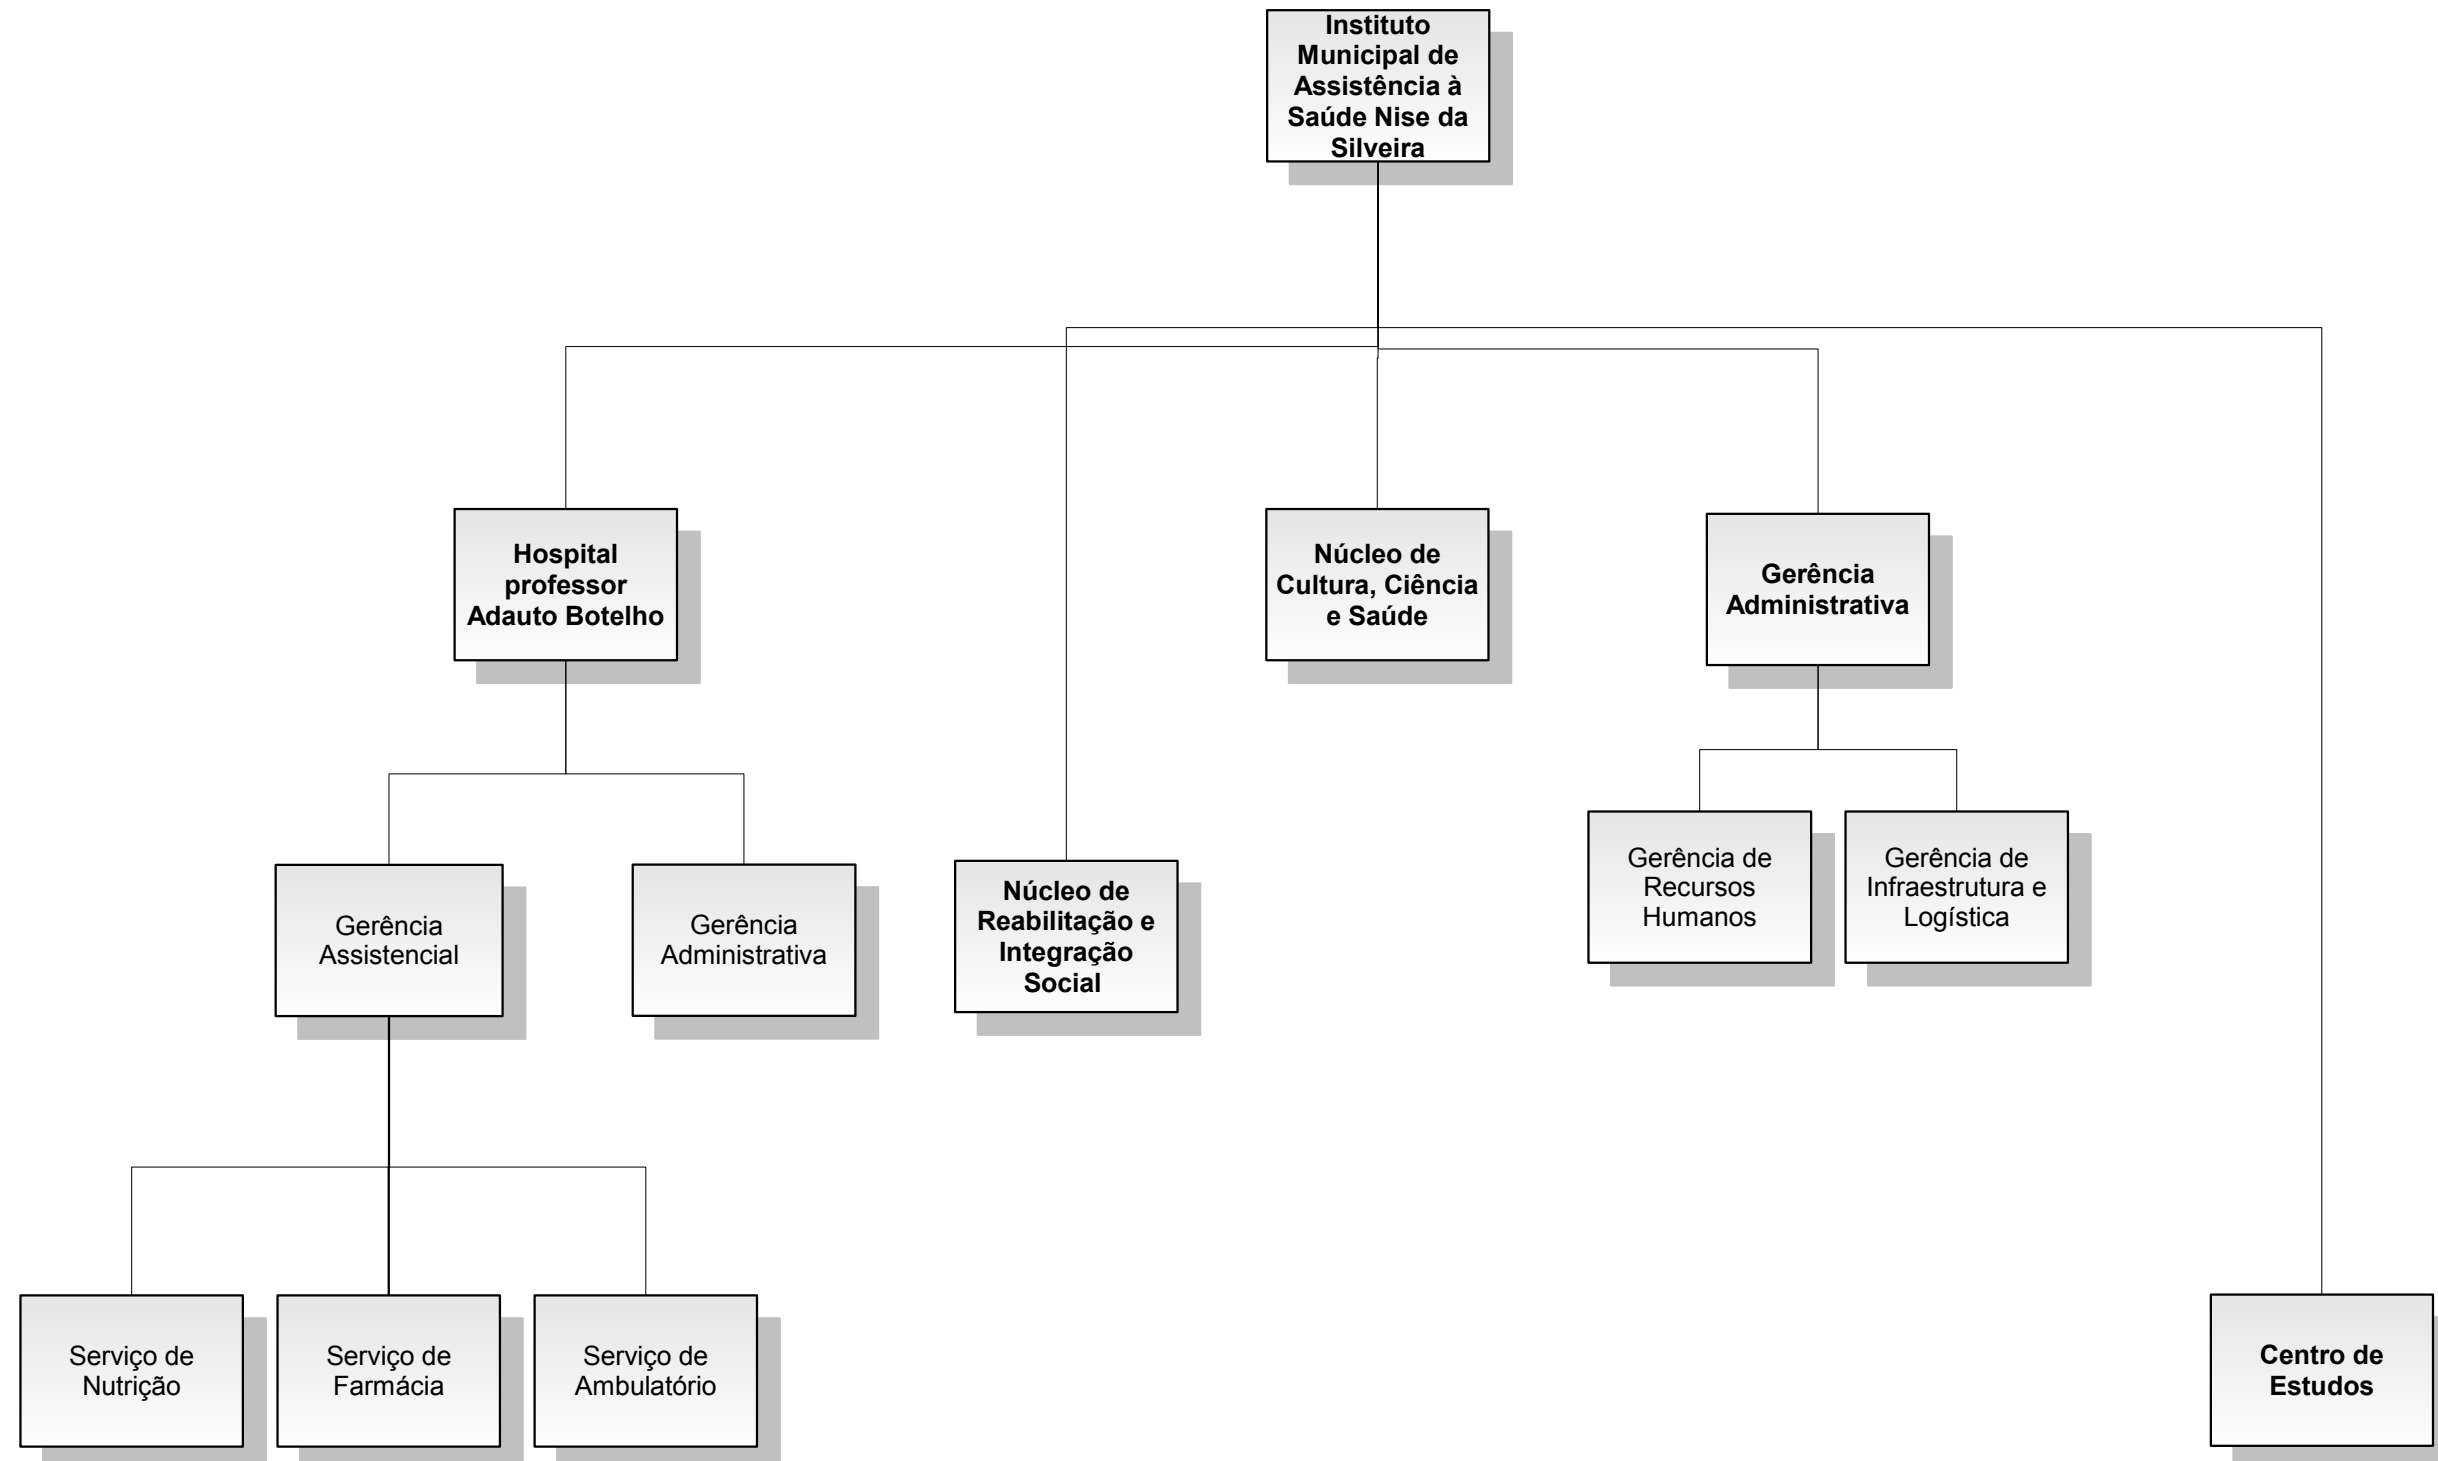 Instituto
Municipal de
Assistência à
Saúde Nise da
Silveira
Hospital
professor
Adauto Botelho
Núcleo de
Cultura, Ciência
e Saúde
Gerência
Administrativa
Gerência de
Recursos
Humanos
Gerência de
Infraestrutura e
Logística
Gerência
Assistencial
Gerência
Administrativa
Núcleo de
Reabilitação e
Integração
Social
Serviço de
Nutrição
Serviço de
Farmácia
Serviço de
Ambulatório
Centro de
Estudos